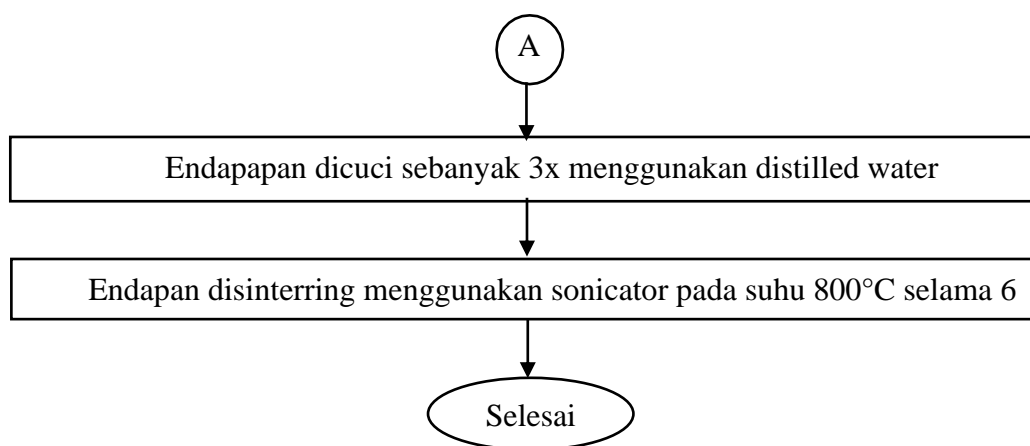 A
Endapapan dicuci sebanyak 3x menggunakan distilled water
Endapan disinterring menggunakan sonicator pada suhu 800°C selama 6
Selesai